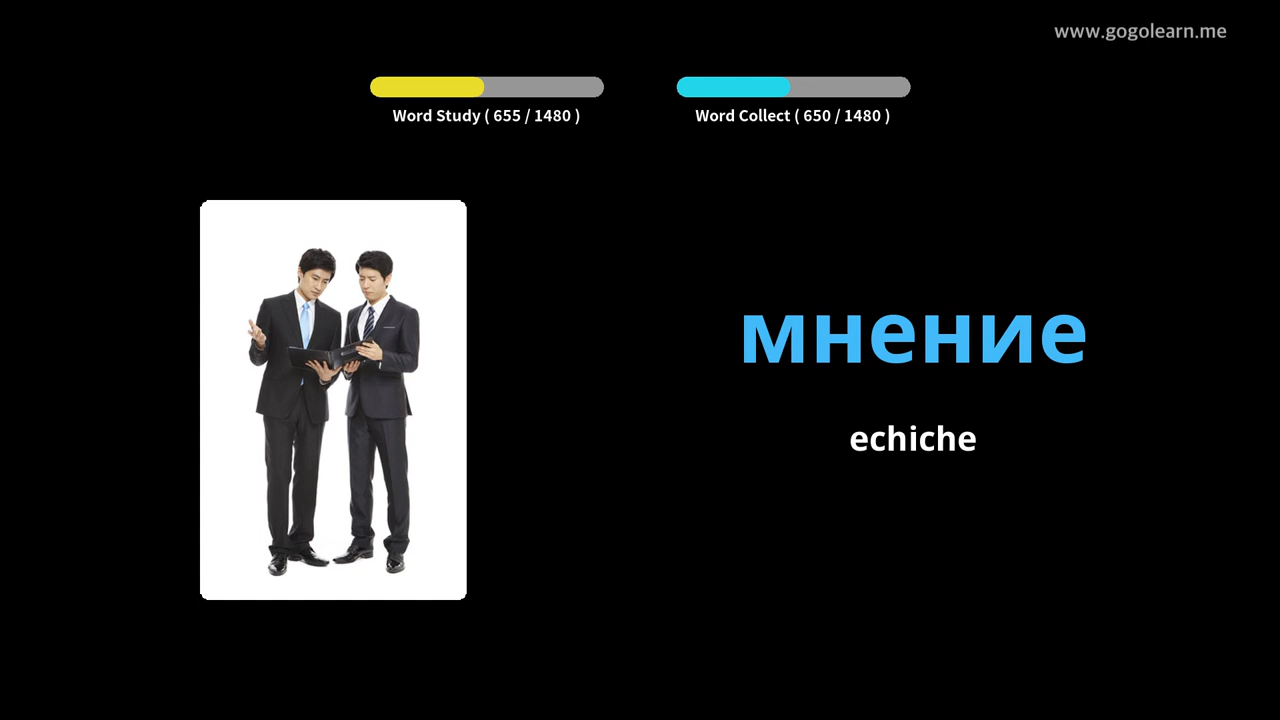 www.gogolearn.me
Word Study ( 655 / 1480 )
Word Collect ( 650 / 1480 )
мнение
echiche